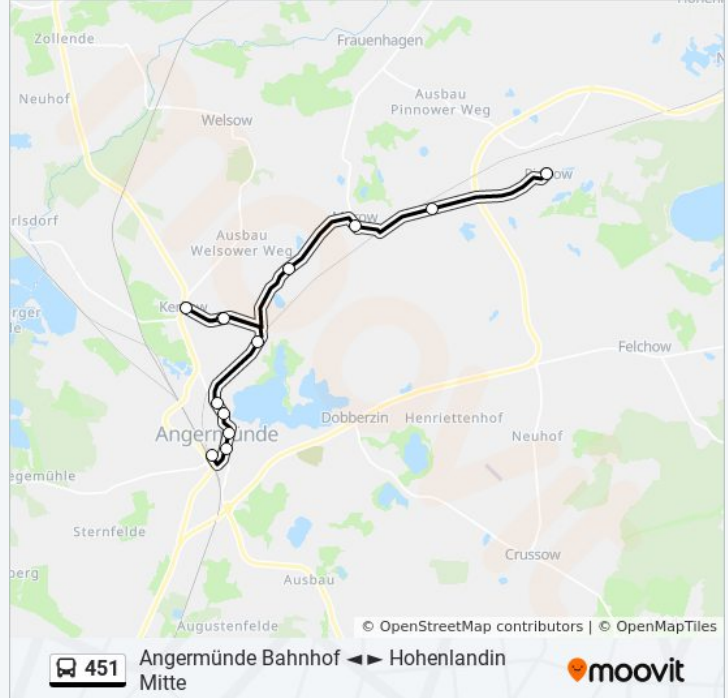 Zollende
Frauenhagen
Neuhof
Ausbau
Pinnower Weg
Welsow
Ausbau
Welsower Weg
Felchow
Angermünde
Dobberzin
Henriettenhof
Neuhof
Sternfelde
Crussow
Ausbau
Augustenfelde
© OpenStreetMap contributors | © OpenMapTiles
451
Angermünde Bahnhof ◄► Hohenlandin
Mitte
moovit